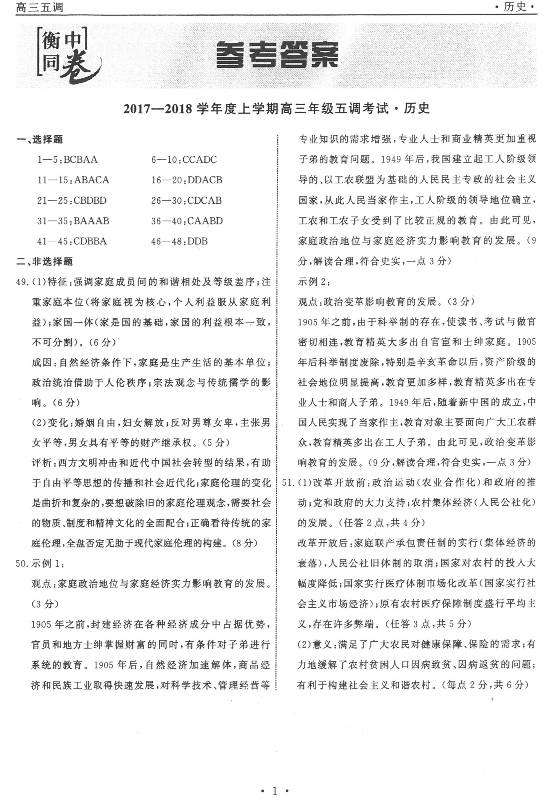 高三五调
·历史·
衡中
同卷
参考答案
2017—2018 学年度上学期高三年级五调考试·历史
一、选择题
1—5:BCBAA 6—10:CCADC
11—15:ABACA 16—20:DDACB
21—25:CBDBD 26—30:CDCAB
31—35:BAAAB 36—40:CAABD
41—45:CDBBA 46—48:DDB
二、非选择题
49.(1)特征:强调家庭成员间的和谐相处及等级差序;注
重家庭本位(将家庭视为核心,个人利益服从家庭利
益);家国一体(家是国的基础,家国的利益根本一致,
不可分割)。(6分)
成因:自然经济条件下,家庭是生产生活的基本单位;
政治统治借助于人伦秩序;宗法观念与传统儒学的影
响。(6分)
(2)变化:婚姻自由,妇女解放;反对男尊女卑,主张男
女平等,男女具有平等的财产继承权。(5分)
评析:西方文明冲击和近代中国社会转型的结果,有助
于自由平等思想的传播和社会近代化;家庭伦理的变化
是曲折和复杂的,要想破除旧的家庭伦理观念,需要社会
的物质、制度和精神文化的全面配合;正确看待传统的家
庭伦理,全盘否定无助于现代家庭伦理的构建。(8分)
50.示例1:
观点:家庭政治地位与家庭经济实力影响教育的发展。
(3分)
1905年之前,封建经济在各种经济成分中占据优势,
官员和地方士绅掌握财富的同时,有条件对子弟进行
系统的教育。1905年后,自然经济加速解体,商品经
济和民族工业取得快速发展,对科学技术、管理经营等
专业知识的需求增强,专业人士和商业精英更加重视
子弟的教育问题。1949年后,我国建立起工人阶级领
导的、以工农联盟为基础的人民民主专政的社会主义
国家,从此人民当家作主,工人阶级的领导地位确立,
工农和工农子女受到了比较正规的教育。由此可见,
家庭政治地位与家庭经济实力影响教育的发展。(9
分,解读合理,符合史实,一点3分)
示例2:
观点:政治变革影响教育的发展。(3分)
1905年之前,由于科举制的存在,使读书、考试与做官
密切相连,教育精英大多出自官宦和士绅家庭。1905
年后科举制度废除,特别是辛亥革命以后,资产阶级的
社会地位明显提高,教育更加多样,教育精英多出在专
业人士和商人子弟。1949年后,随着新中国的成立,中
国人民实现了当家作主,教育对象主要面向广大工农群
众,教育精英多出在工人子弟。由此可见,政治变革影
响教育的发展。(9分,解读合理,符合史实,一点3分)
51.(1)改革开放前:政治运动(农业合作化)和政府的推
动;党和政府的大力支持;农村集体经济(人民公社化)
的发展。(任答2点,共4分)
改革开放后:家庭联产承包责任制的实行(集体经济的
衰落),人民公社旧体制的取消;国家对农村的投入大
幅度降低;国家实行医疗体制市场化改革(国家实行社
会主义市场经济);原有农村医疗保障制度盛行平均主
义,存在许多弊端。(任答3点,共5分)
(2)意义:满足了广大农民对健康保障、保险的需求;有
力地缓解了农村贫困人口因病致贫、因病返贫的问题;
有利于构建社会主义和谐农村。(每点2分,共6分)
·1·